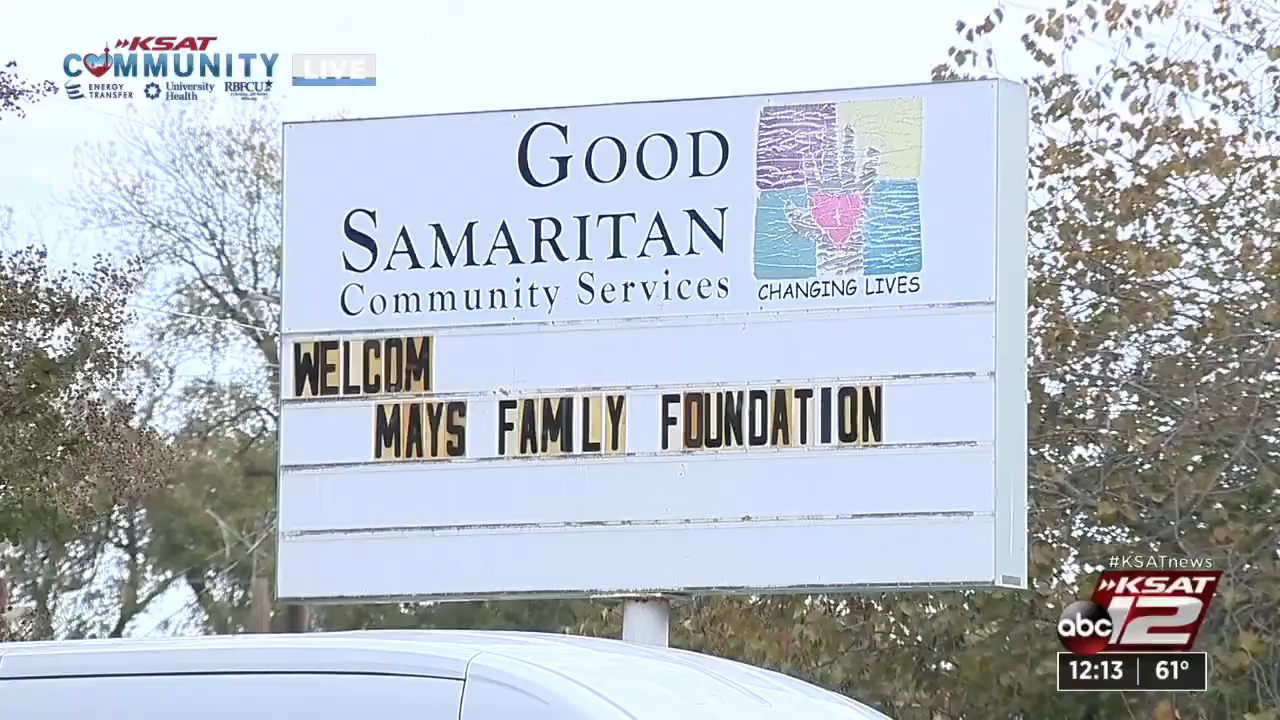 KSAT
COMMUNITY
LIVE
ENERGY TRANSFER
University Health
RBFCU
GOOD
SAMARITAN
Community Services
CHANGING LIVES
WELCOM
MAYS FAMILY FOUNDATION
#KSATnews
KSAT
abc 12
12:13 61°